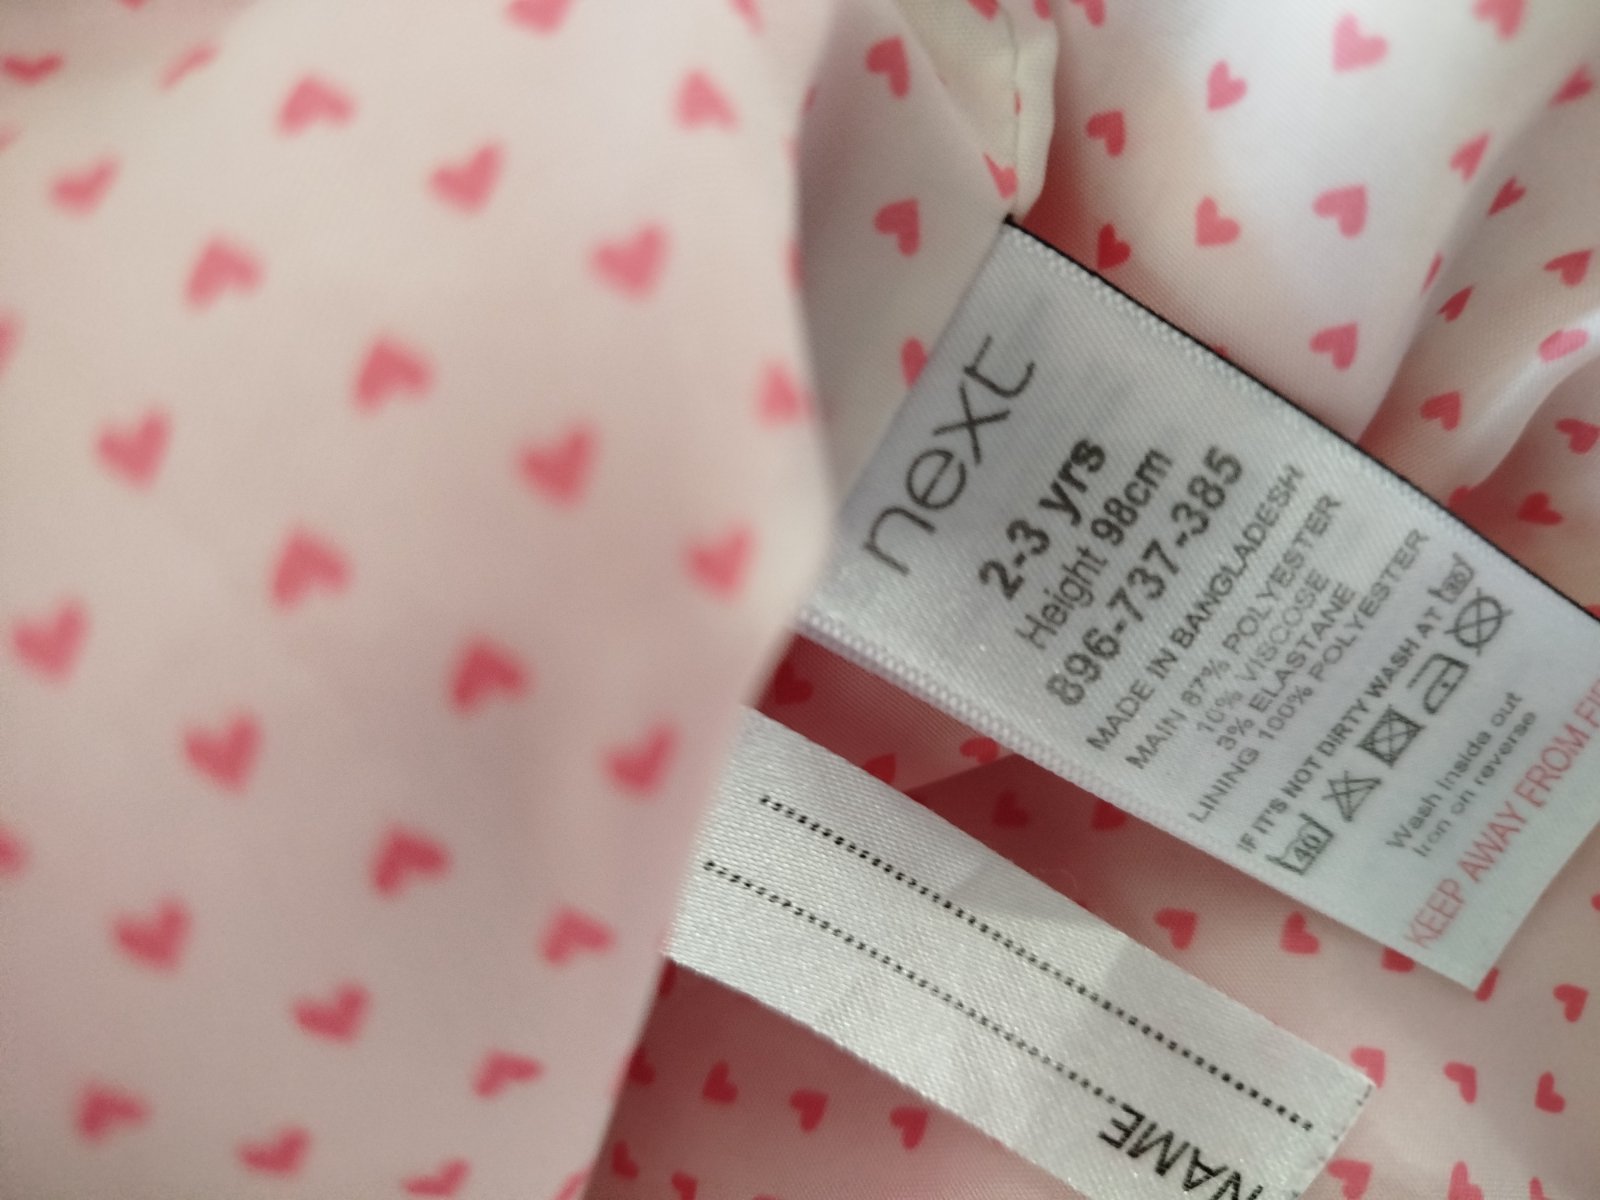 next
2-3 yrs
Height 98cm
896-737-385
MADE IN BANGLADESH
MAIN 87% POLYESTER
10% VISCOSE
3% ELASTANE
LINING 100% POLYESTER
IF IT'S NOT DIRTY WASH AT
40
Wash inside out
Iron on reverse
KEEP AWAY FROM
NAME